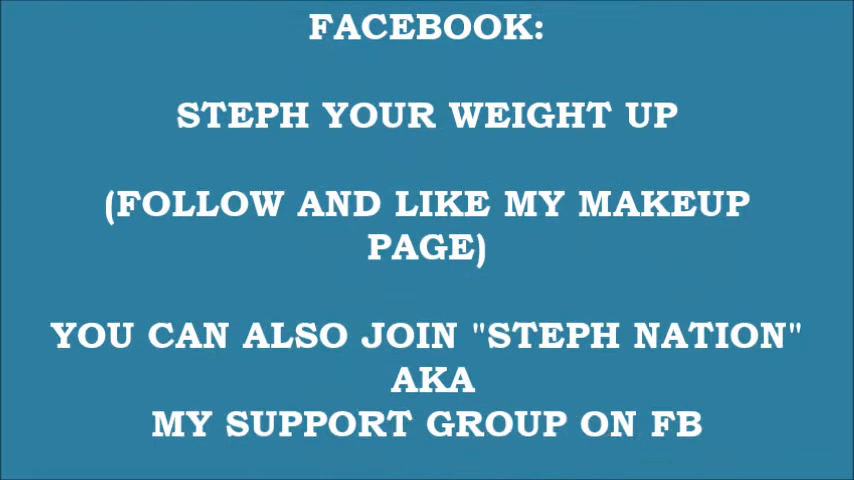 FACEBOOK:
STEPH YOUR WEIGHT UP
(FOLLOW AND LIKE MY MAKEUP
PAGE)
YOU CAN ALSO JOIN "STEPH NATION"
AKA
MY SUPPORT GROUP ON FB